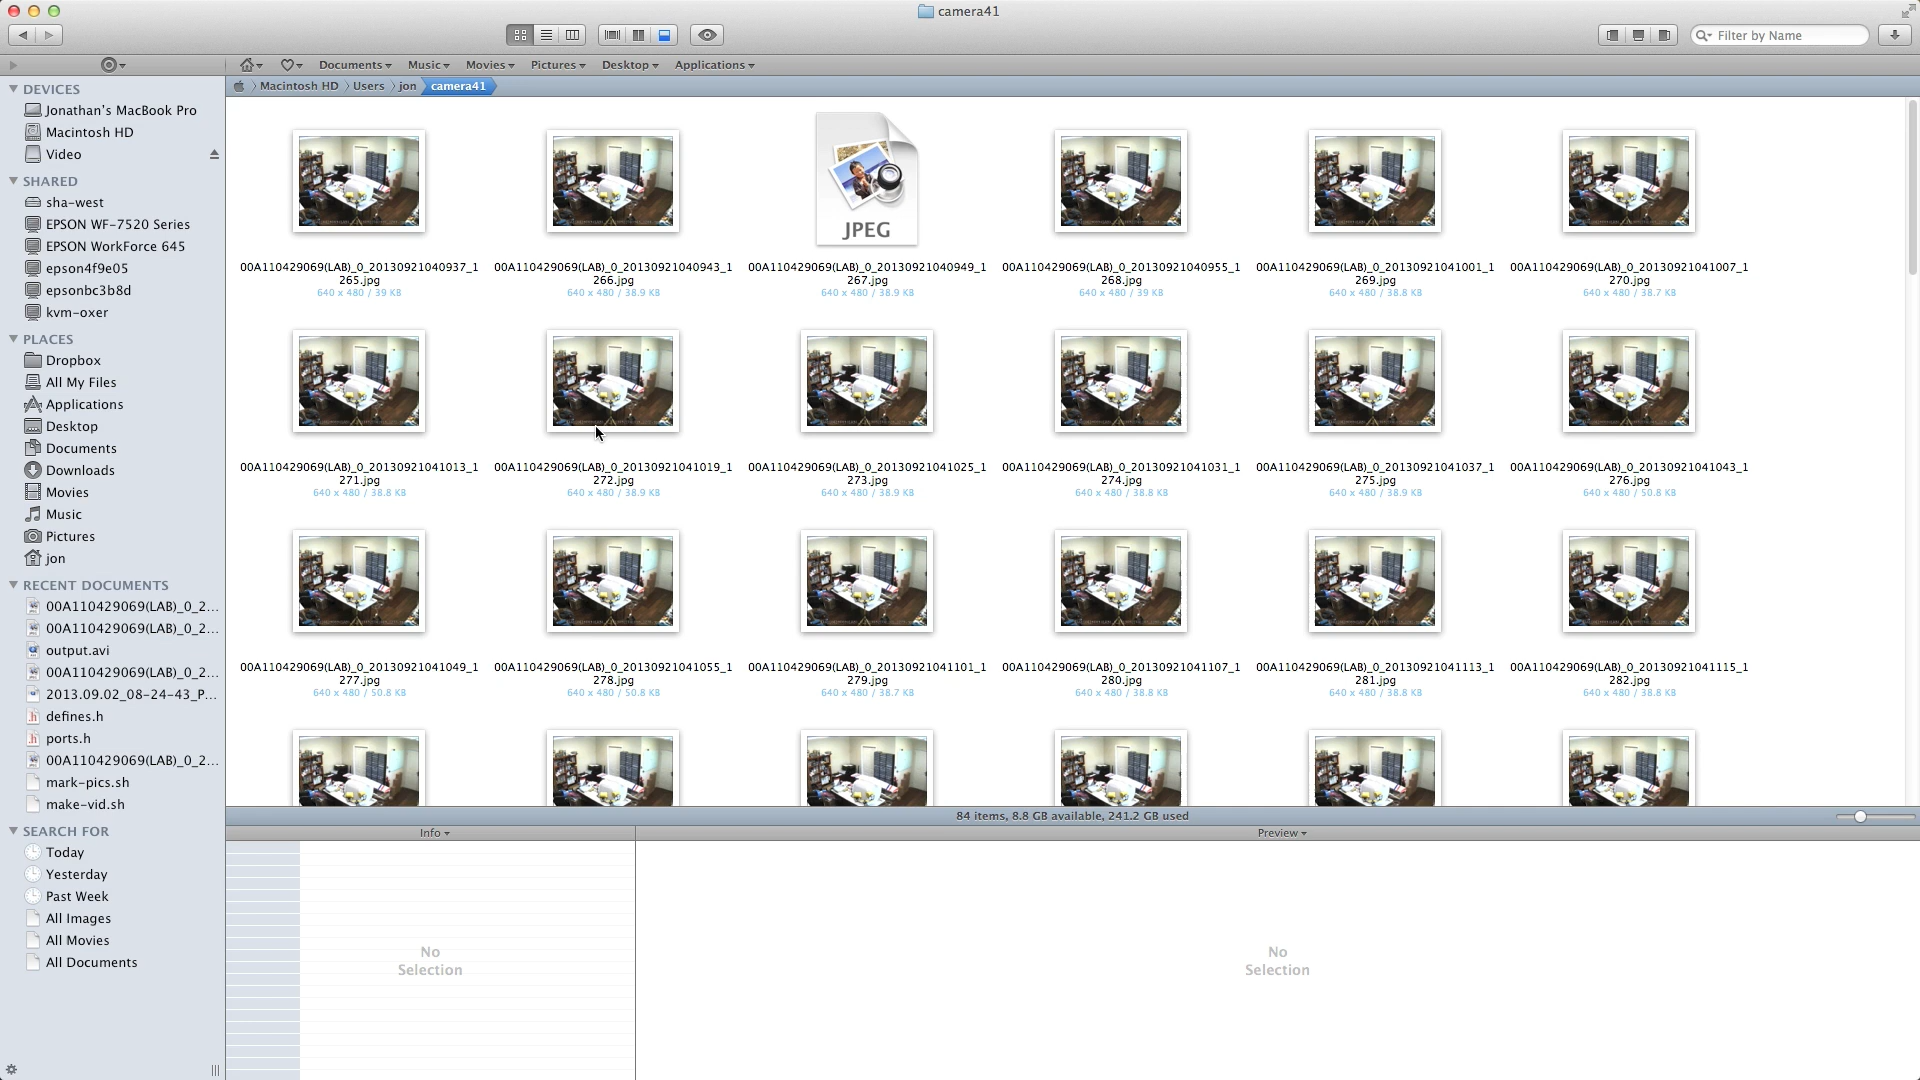 camera41
Filter by Name
Documents Music Movies Pictures Desktop Applications
Macintosh HD Users jon camera41
DEVICES
Jonathan's MacBook Pro
Macintosh HD
Video
SHARED
sha-west
EPSON WF-7520 Series
EPSON WorkForce 645
epson4f9e05
epsonbc3b8d
kvm-oxer
PLACES
Dropbox
All My Files
Applications
Desktop
Documents
Downloads
Movies
Music
Pictures
jon
RECENT DOCUMENTS
00A110429069(LAB)_0_2...
00A110429069(LAB)_0_2...
output.avi
00A110429069(LAB)_0_2...
2013.09.02_08-24-43_P...
defines.h
ports.h
00A110429069(LAB)_0_2...
mark-pics.sh
make-vid.sh
SEARCH FOR
Today
Yesterday
Past Week
All Images
All Movies
All Documents
JPEG
00A110429069(LAB)_0_20130921040937_1 00A110429069(LAB)_0_20130921040943_1 00A110429069(LAB)_0_20130921040949_1 00A110429069(LAB)_0_20130921040955_1 00A110429069(LAB)_0_20130921041001_1 00A110429069(LAB)_0_20130921041007_1
265.jpg 266.jpg 267.jpg 268.jpg 269.jpg 270.jpg
640 x 480 / 39 KB 640 x 480 / 38.9 KB 640 x 480 / 38.9 KB 640 x 480 / 39 KB 640 x 480 / 38.8 KB 640 x 480 / 38.7 KB
00A110429069(LAB)_0_20130921041013_1 00A110429069(LAB)_0_20130921041019_1 00A110429069(LAB)_0_20130921041025_1 00A110429069(LAB)_0_20130921041031_1 00A110429069(LAB)_0_20130921041037_1 00A110429069(LAB)_0_20130921041043_1
271.jpg 272.jpg 273.jpg 274.jpg 275.jpg 276.jpg
640 x 480 / 38.8 KB 640 x 480 / 38.9 KB 640 x 480 / 38.9 KB 640 x 480 / 38.8 KB 640 x 480 / 38.9 KB 640 x 480 / 50.8 KB
00A110429069(LAB)_0_20130921041049_1 00A110429069(LAB)_0_20130921041055_1 00A110429069(LAB)_0_20130921041101_1 00A110429069(LAB)_0_20130921041107_1 00A110429069(LAB)_0_20130921041113_1 00A110429069(LAB)_0_20130921041115_1
277.jpg 278.jpg 279.jpg 280.jpg 281.jpg 282.jpg
640 x 480 / 50.8 KB 640 x 480 / 50.8 KB 640 x 480 / 38.7 KB 640 x 480 / 38.8 KB 640 x 480 / 38.8 KB 640 x 480 / 38.8 KB
84 items, 8.8 GB available, 241.2 GB used
Info Preview
No No
Selection Selection